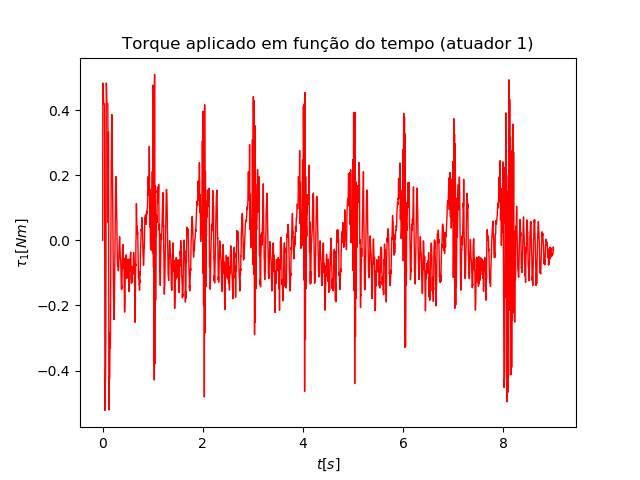 Torque aplicado em função do tempo (atuador 1)
0.4
0.2
0.0
−0.2
−0.4
τ₁[Nm]
0 2 4 6 8
t[s]